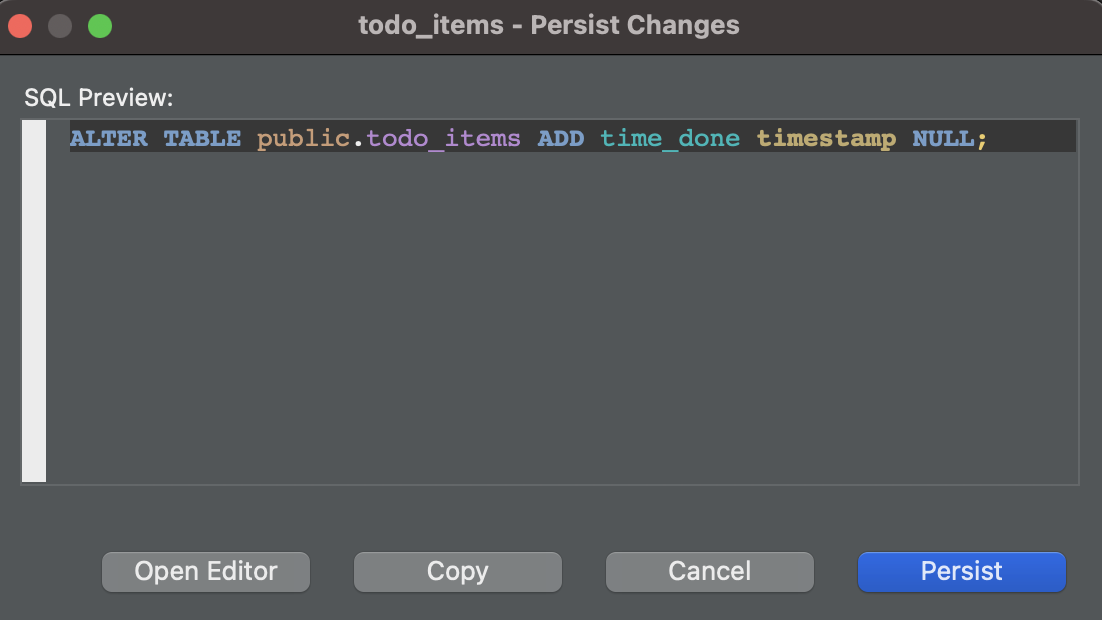 todo_items - Persist Changes
SQL Preview:
ALTER TABLE public.todo_items ADD time_done timestamp NULL;
Open Editor
Copy
Cancel
Persist